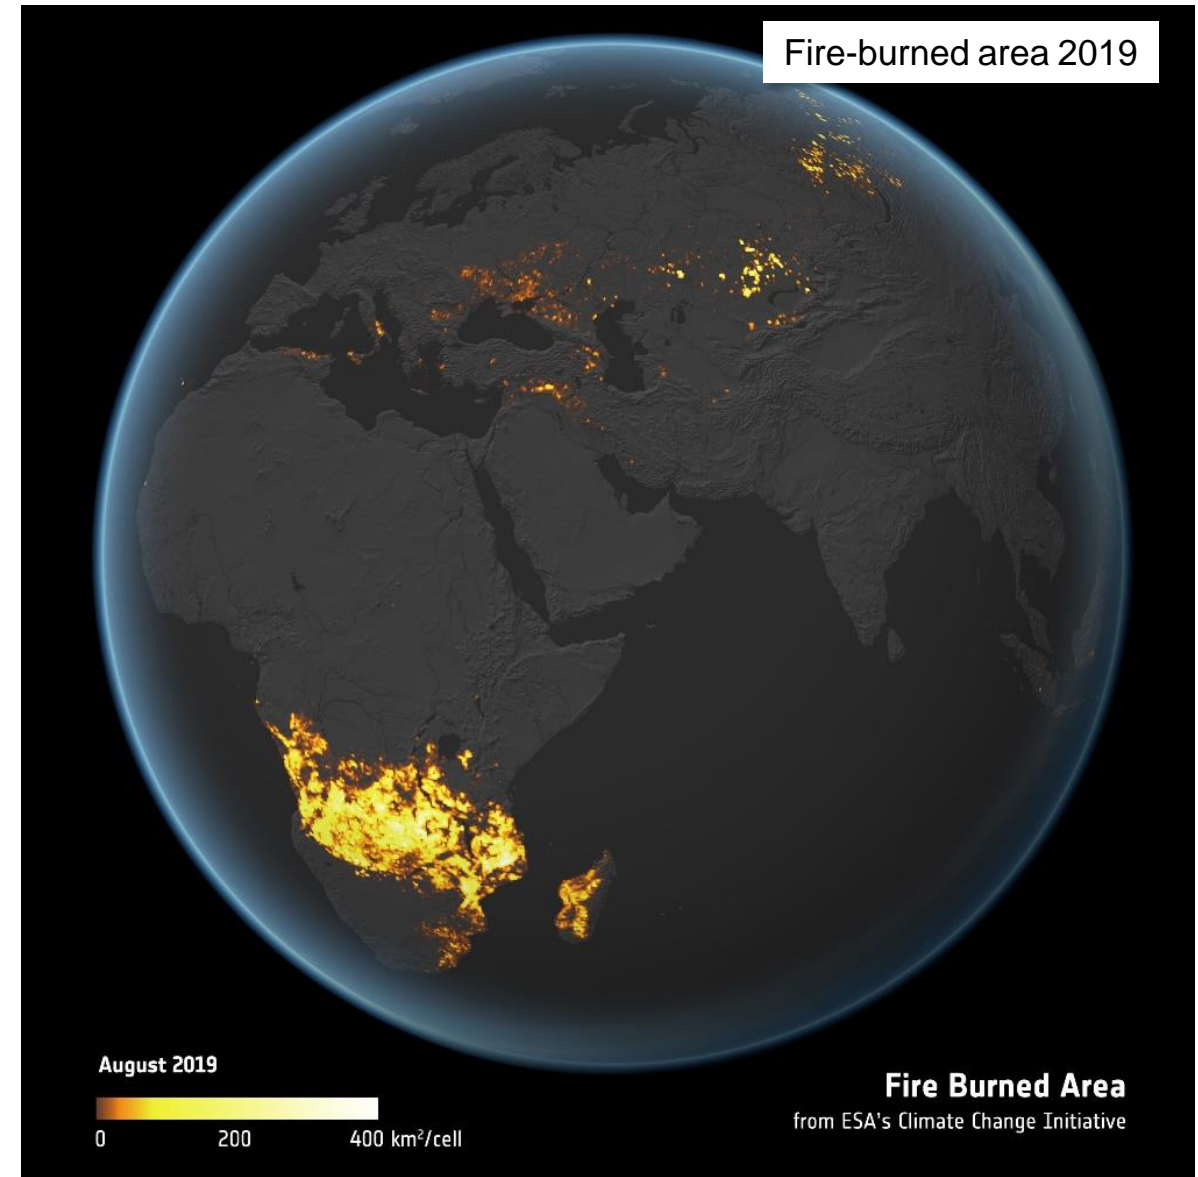 Fire-burned area 2019
August 2019
0 200 400 km²/cell
Fire Burned Area
from ESA's Climate Change Initiative